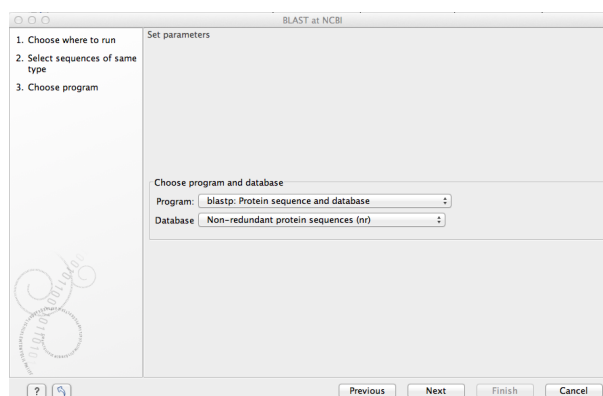 BLAST at NCBI
1. Choose where to run
2. Select sequences of same
type
3. Choose program
Set parameters
Choose program and database
Program: blastp: Protein sequence and database
Database Non-redundant protein sequences (nr)
? Previous Next Finish Cancel